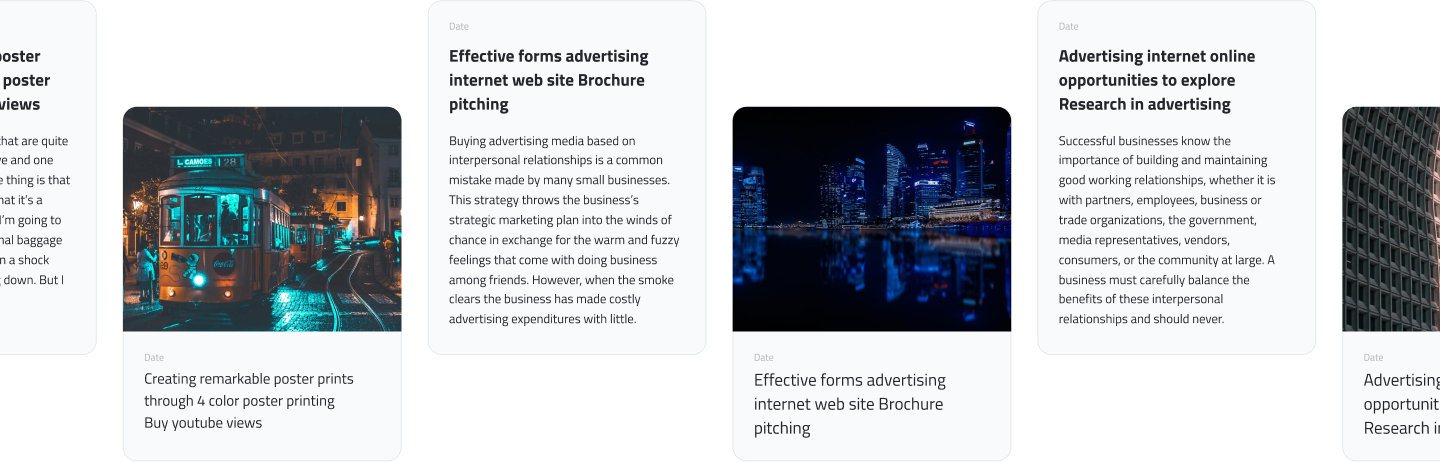 poster
poster
views
that are quite
ve and one
e thing is that
hat it's a
I'm going to
nal baggage
n a shock
g down. But I
L. CAMOES 28
Coca-Cola
Date
Creating remarkable poster prints
through 4 color poster printing
Buy youtube views
Date
Effective forms advertising
internet web site Brochure
pitching
Buying advertising media based on
interpersonal relationships is a common
mistake made by many small businesses.
This strategy throws the business's
strategic marketing plan into the winds of
chance in exchange for the warm and fuzzy
feelings that come with doing business
among friends. However, when the smoke
clears the business has made costly
advertising expenditures with little.
Date
Effective forms advertising
internet web site Brochure
pitching
Date
Advertising internet online
opportunities to explore
Research in advertising
Successful businesses know the
importance of building and maintaining
good working relationships, whether it is
with partners, employees, business or
trade organizations, the government,
media representatives, vendors,
consumers, or the community at large. A
business must carefully balance the
benefits of these interpersonal
relationships and should never.
Date
Advertising
opportunit
Research in